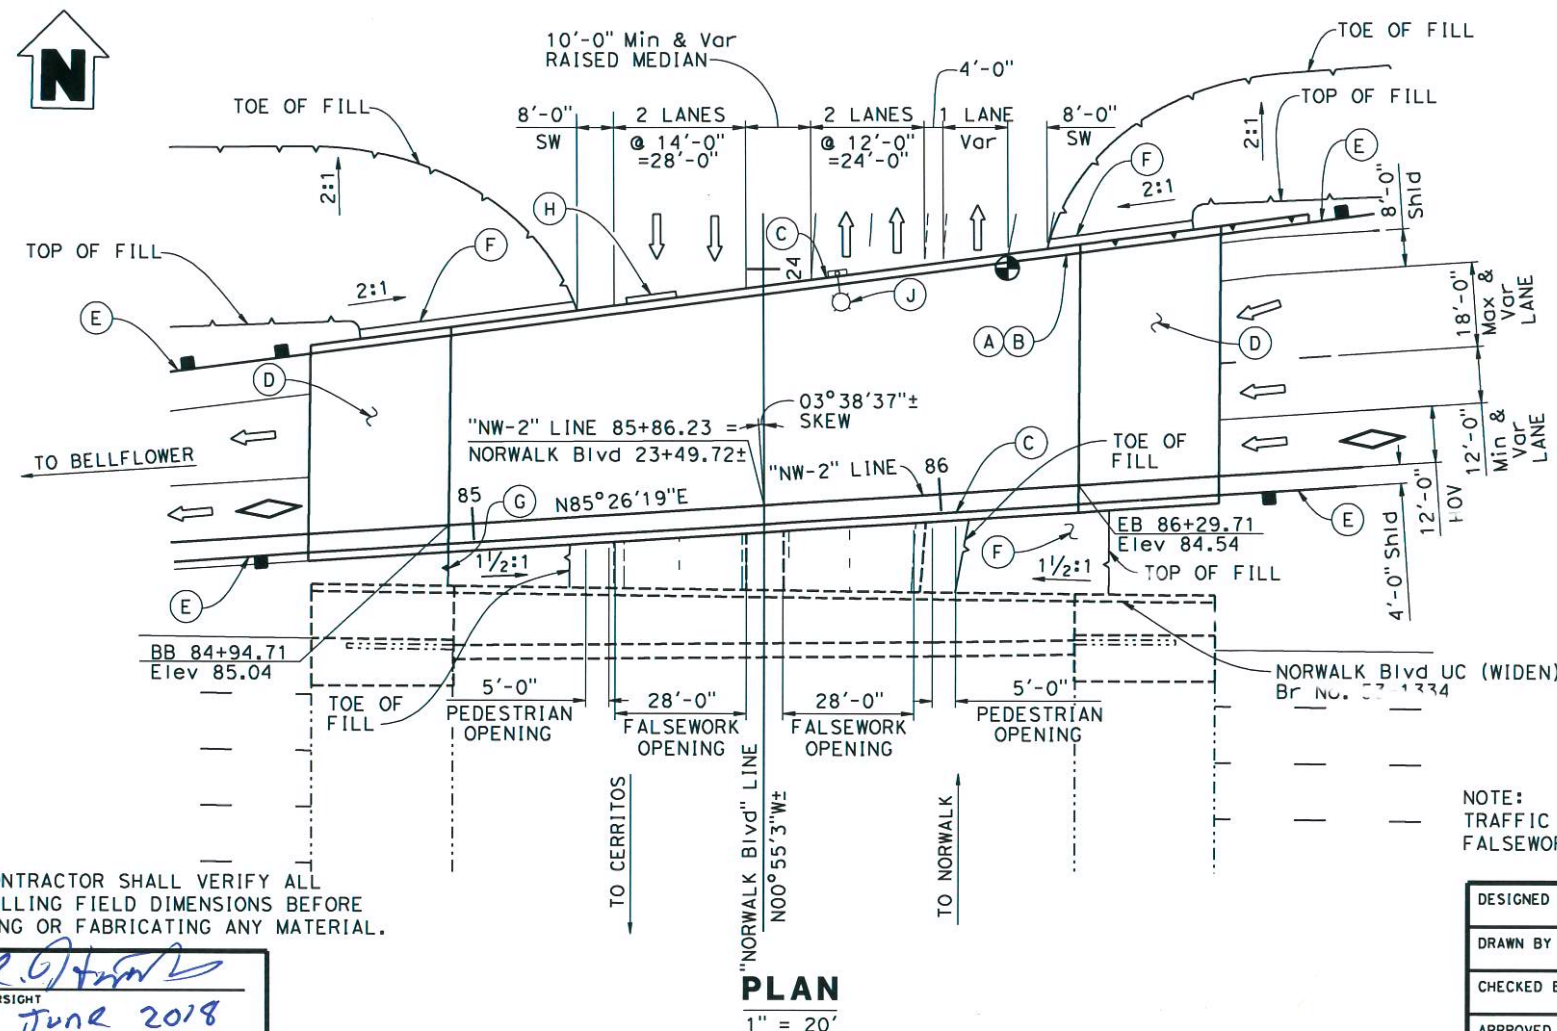 N
10'-0" Min & Var
RAISED MEDIAN
4'-0"
TOE OF FILL
TOE OF FILL
8'-0"
SW
2 LANES
@ 14'-0"
=28'-0"
2 LANES
@ 12'-0"
=24'-0"
1 LANE
Var
8'-0"
SW
TOP OF FILL
2:1
2:1
F
E
2:1
8'-0"
Shld
H
C
24
J
TOP OF FILL
F
2:1
E
A
B
D
D
18'-0"
Max &
Var
LANE
03°38'37"±
SKEW
"NW-2" LINE 85+86.23 =
NORWALK Blvd 23+49.72±
C
TOE OF
FILL
12'-0"
Min &
Var
LANE
TO BELLFLOWER
"NW-2" LINE
86
85
G
N85°26'19"E
12'-0"
HOV
E
EB 86+29.71
Elev 84.54
F
1½:1
1½:1
TOP OF FILL
4'-0" Shld
E
BB 84+94.71
Elev 85.04
NORWALK Blvd UC (WIDEN)
Br No. 1334
TOE OF
FILL
5'-0"
PEDESTRIAN
OPENING
28'-0"
FALSEWORK
OPENING
28'-0"
FALSEWORK
OPENING
5'-0"
PEDESTRIAN
OPENING
TO CERRITOS
"NORWALK Blvd" LINE
N00°55'3"W±
TO NORWALK
NOTE:
TRAFFIC
FALSEWOR
ONTRACTOR SHALL VERIFY ALL
LLING FIELD DIMENSIONS BEFORE
NG OR FABRICATING ANY MATERIAL.
RSIGHT
June 2018
PLAN
1" = 20'
DESIGNED
DRAWN BY
CHECKED B
APPROVED